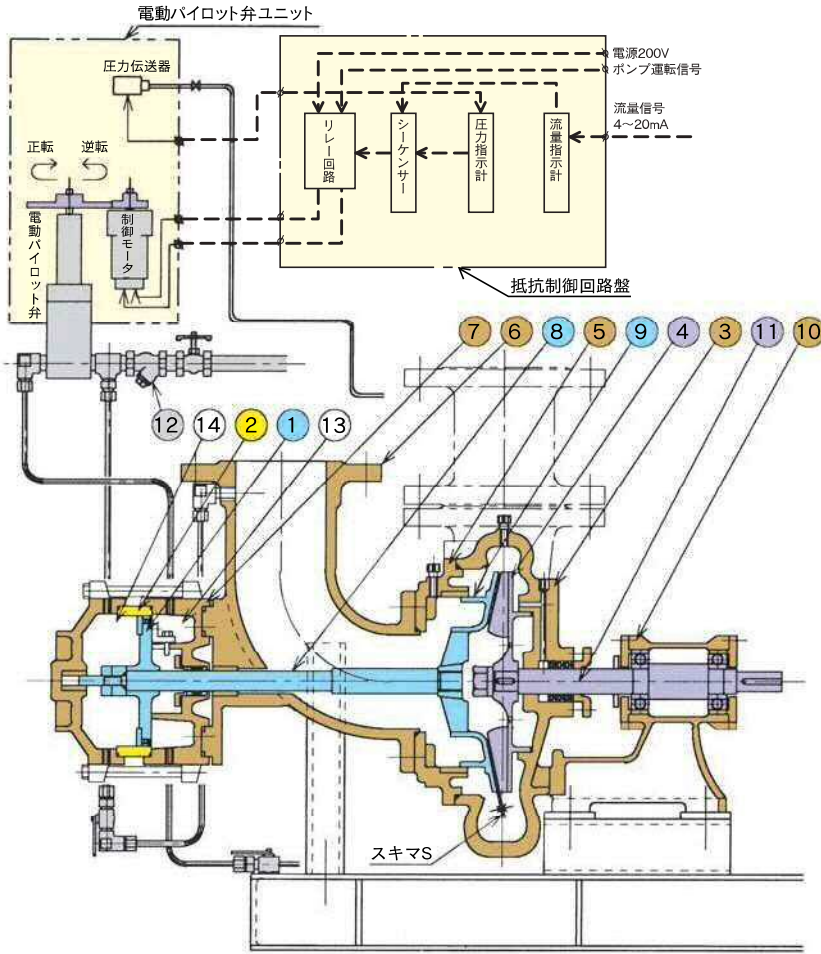 電動パイロット弁ユニット
圧力伝送器
電源200V
ポンプ運転信号
流量信号
4～20mA
リレー回路
シーケンサー
圧力指示計
流量指示計
正転
逆転
電動パイロット弁
制御モータ
抵抗制御回路盤
7
6
8
5
9
4
3
11
10
12
14
2
1
13
スキマS